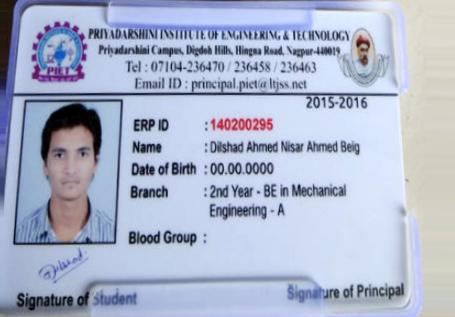 PRIYADARSHINI INSTITUTE OF ENGINEERING & TECHNOLOGY
Priyadarshini Campus, Digdoh Hills, Hingna Road, Nagpur-440019
Tel : 07104-236470 / 236458 / 236463
Email ID : principal.piet@ltjss.net
PIET
2015-2016
ERP ID : 140200295
Name : Dilshad Ahmed Nisar Ahmed Beig
Date of Birth : 00.00.0000
Branch : 2nd Year - BE in Mechanical
Engineering - A
Blood Group :
Dilshad
Signature of Student
Signature of Principal